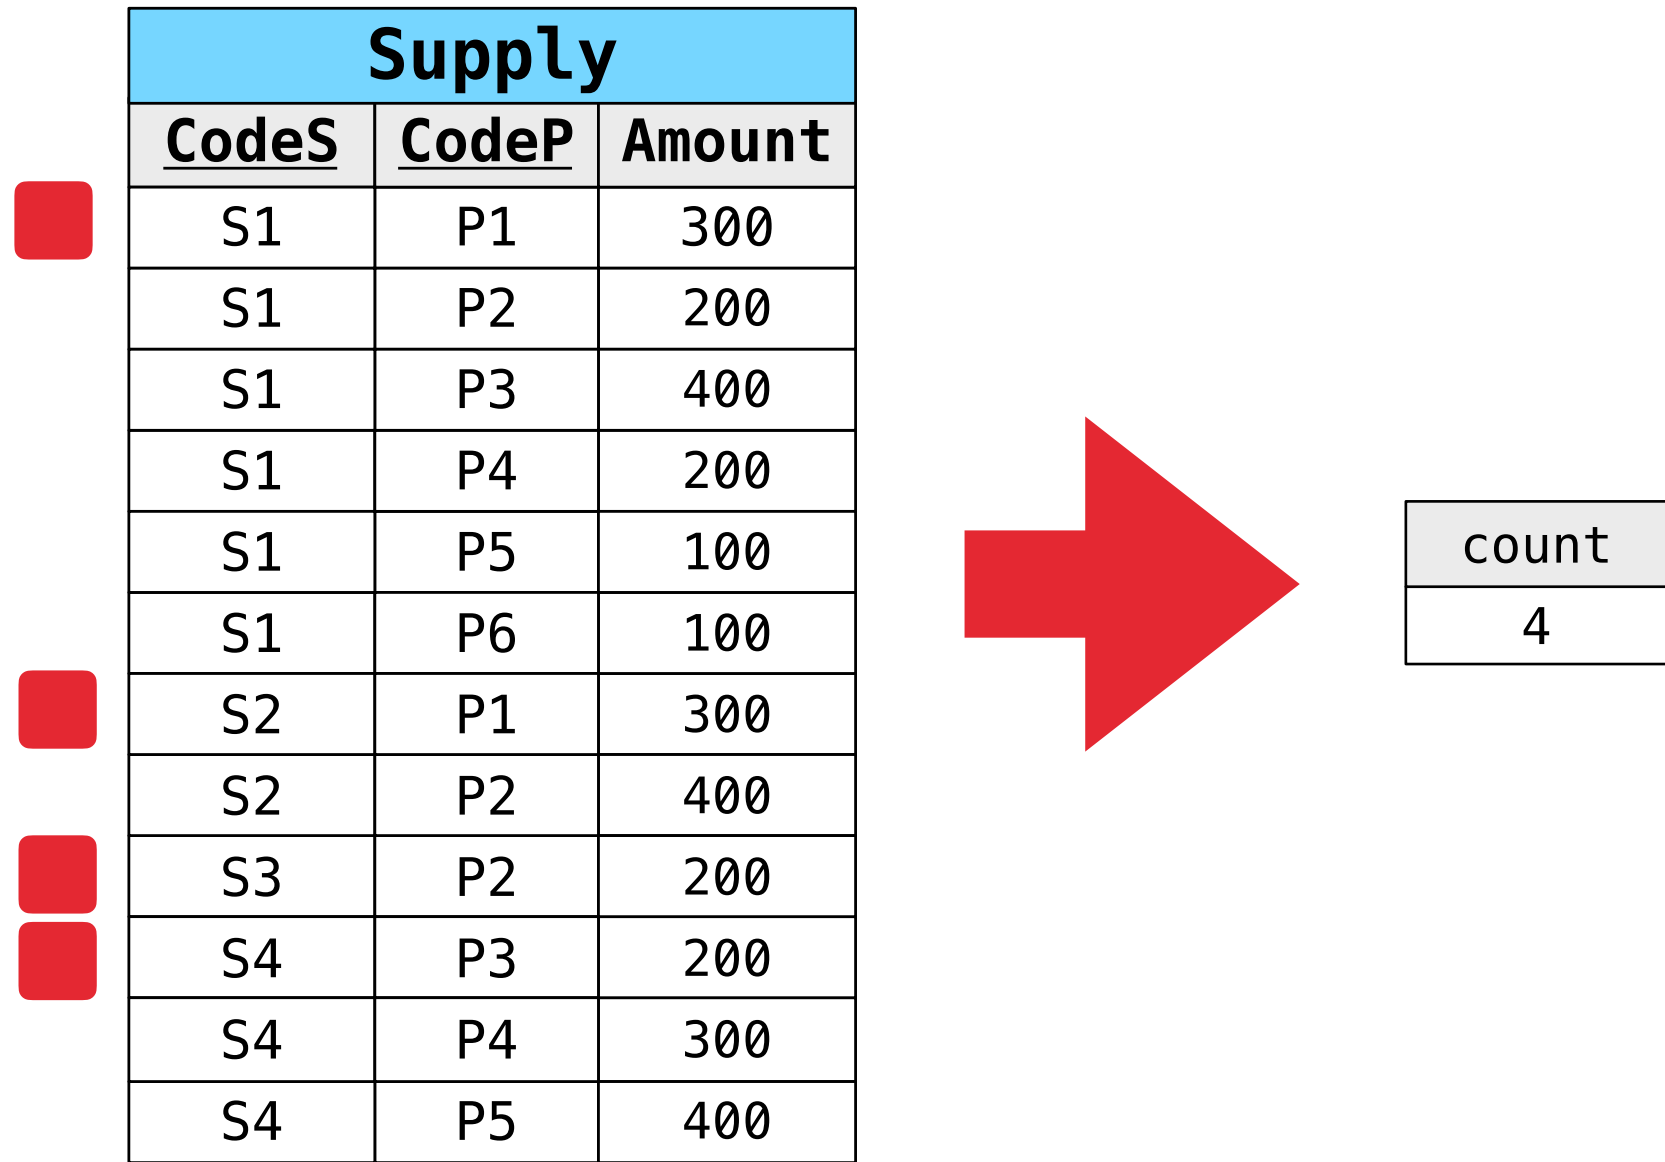 Supply
CodeS CodeP Amount
S1 P1 300
S1 P2 200
S1 P3 400
S1 P4 200
S1 P5 100
S1 P6 100
S2 P1 300
S2 P2 400
S3 P2 200
S4 P3 200
S4 P4 300
S4 P5 400
count
4